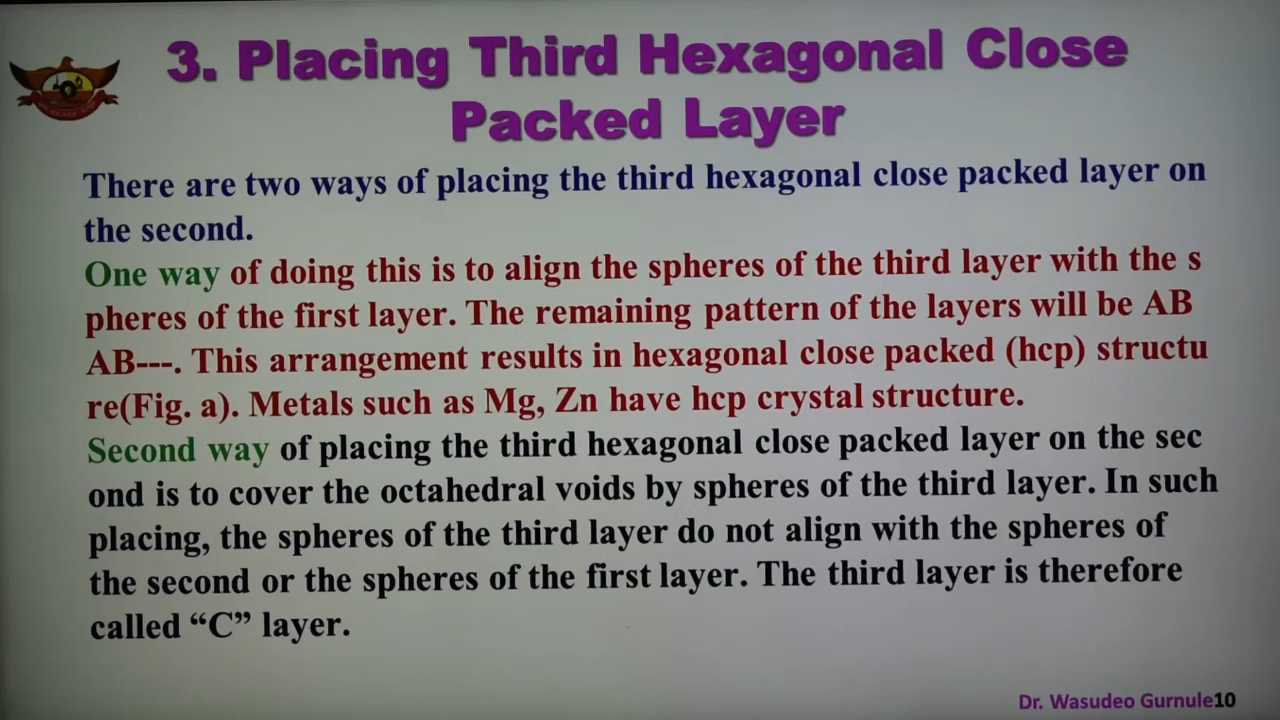 3. Placing Third Hexagonal Close
Packed Layer
There are two ways of placing the third hexagonal close packed layer on
the second.
One way of doing this is to align the spheres of the third layer with the s
pheres of the first layer. The remaining pattern of the layers will be AB
AB---. This arrangement results in hexagonal close packed (hcp) structu
re(Fig. a). Metals such as Mg, Zn have hcp crystal structure.
Second way of placing the third hexagonal close packed layer on the sec
ond is to cover the octahedral voids by spheres of the third layer. In such
placing, the spheres of the third layer do not align with the spheres of
the second or the spheres of the first layer. The third layer is therefore
called “C” layer.
Dr. Wasudeo Gurnule10